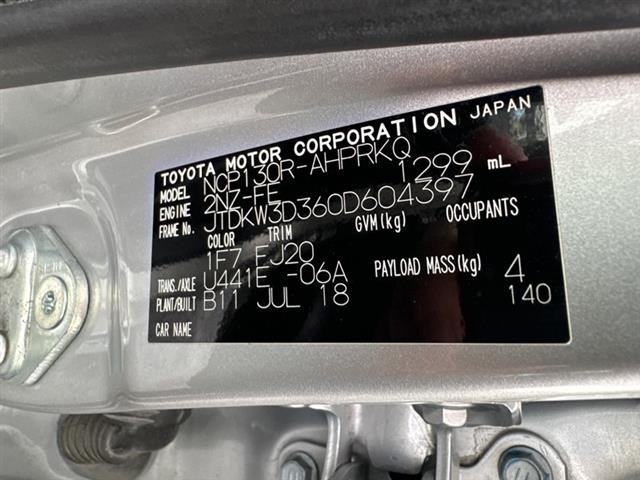 TOYOTA MOTOR CORPORATION JAPAN
MODEL NCP130R-AHPRKQ
ENGINE 2NZ-FE 1299 mL
FRAME No. JTDKW3D360D604397
COLOR TRIM GVM(kg) OCCUPANTS
1F7 EJ20
TRANS./AXLE U441E -06A PAYLOAD MASS(kg) 4
PLANT/BUILT B11 JUL 18 140
CAR NAME